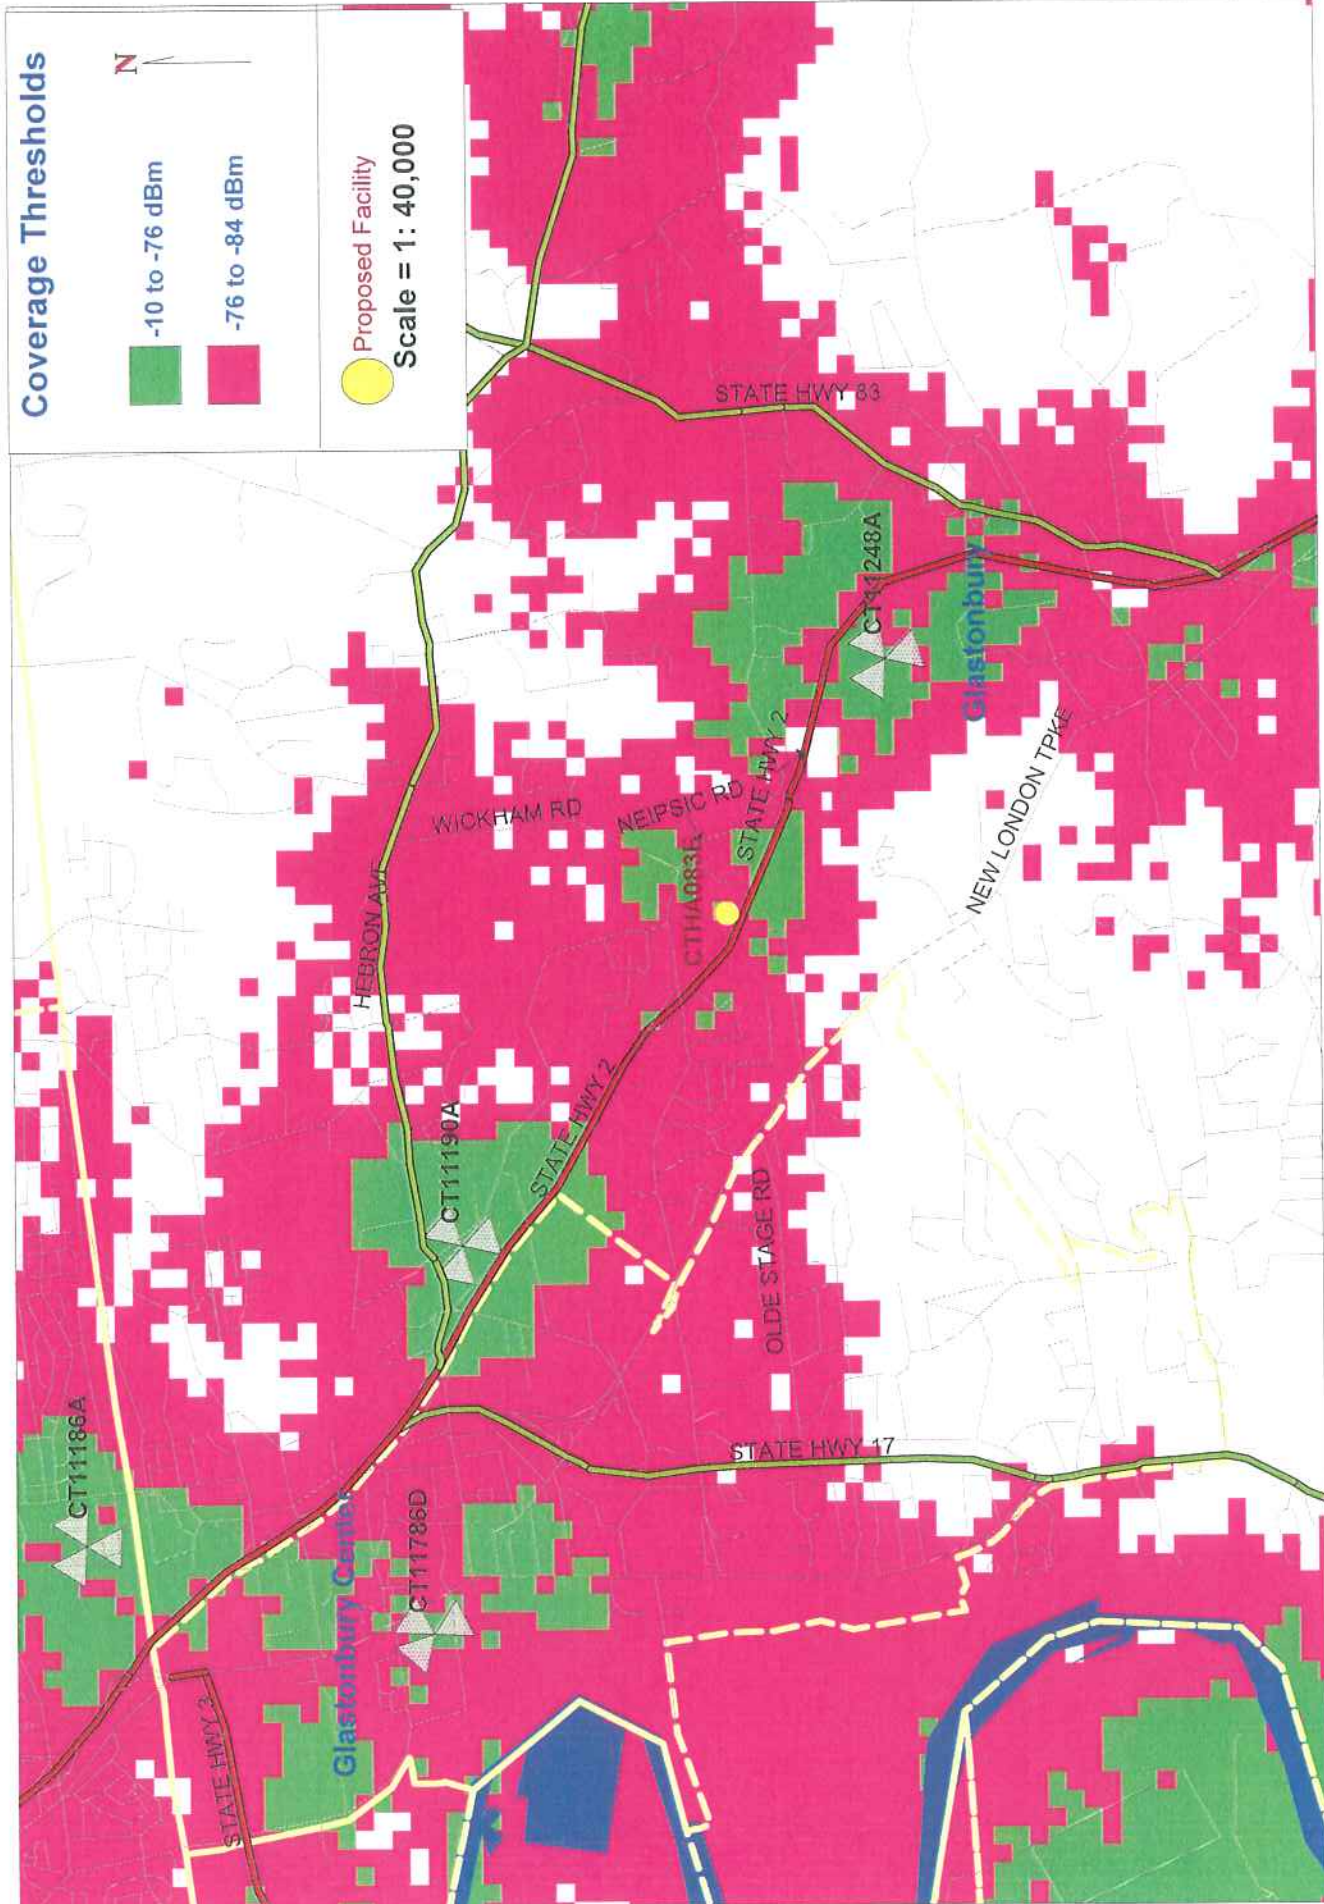 Coverage Thresholds
N
-10 to -76 dBm
-76 to -84 dBm
Proposed Facility
Scale = 1: 40,000
STATE HWY 83
CT11248A
Glastonbury
NEW LONDON TPKE
WICKHAM RD
NEIPSIC RD
STATE HWY 2
HEBRON AVE
STATE HWY 2
CT11190A
OLDE STAGE RD
STATE HWY 17
CT11186A
CT11786D
Glastonbury Center
STATE HWY 3